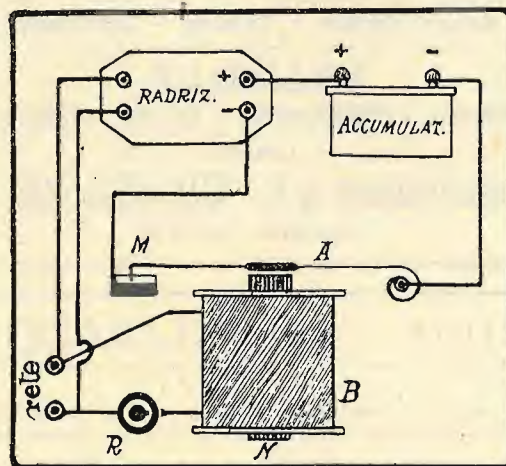 + -
RADRIZ. +
-
ACCUMULAT.
M A
rete
B
R N